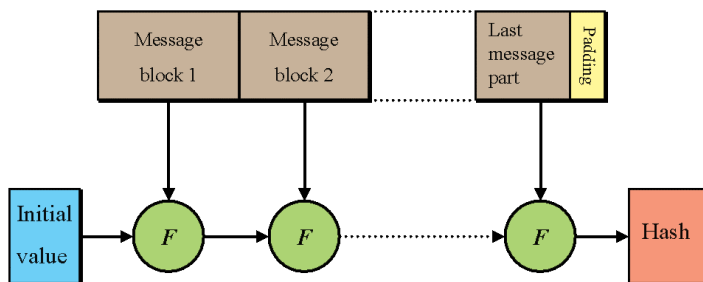 Message
block 1
Message
block 2
Last
message
part
Padding
Initial
value
F
F
F
Hash